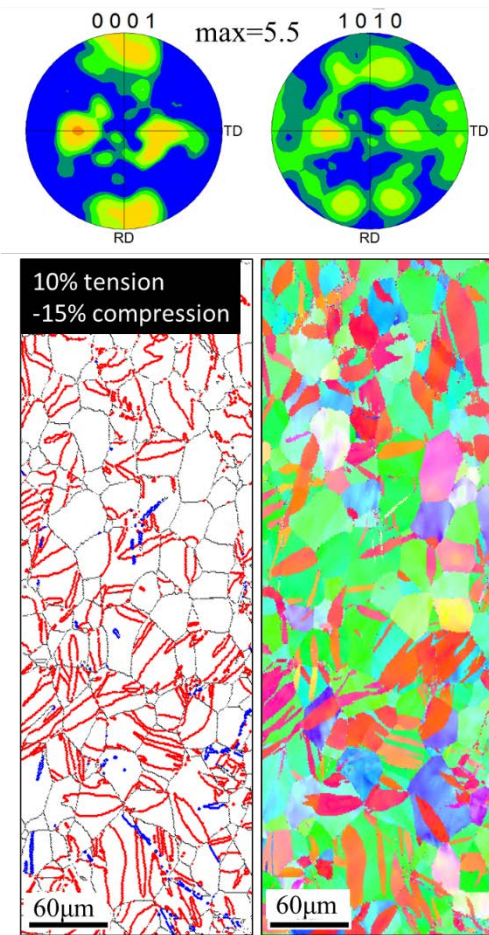 0 0 0 1
max=5.5
1 0 1̄ 0
TD
TD
RD
RD
10% tension
-15% compression
60μm
60μm